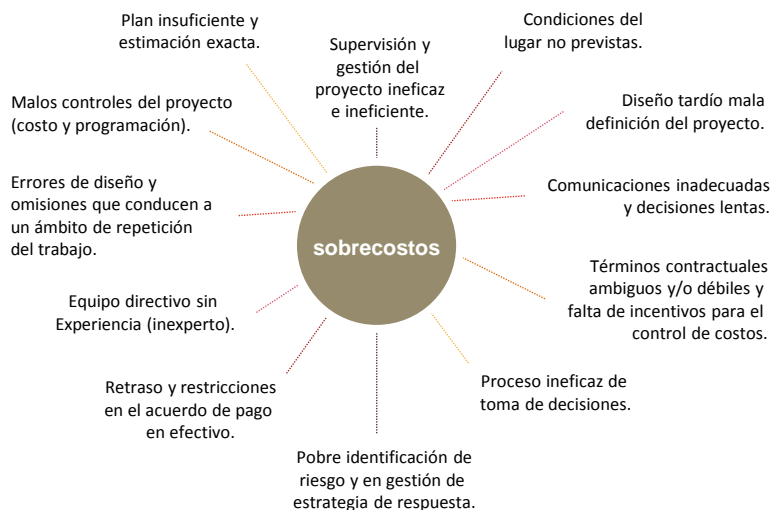 Plan insuficiente y
estimación exacta.
Supervisión y
gestión del
proyecto ineficaz
e ineficiente.
Condiciones del
lugar no previstas.
Malos controles del proyecto
(costo y programación).
Diseño tardío mala
definición del proyecto.
Errores de diseño y
omisiones que conducen a
un ámbito de repetición
del trabajo.
Comunicaciones inadecuadas
y decisiones lentas.
sobrecostos
Términos contractuales
ambiguos y/o débiles y
falta de incentivos para el
control de costos.
Equipo directivo sin
Experiencia (inexperto).
Retraso y restricciones
en el acuerdo de pago
en efectivo.
Proceso ineficaz de
toma de decisiones.
Pobre identificación de
riesgo y en gestión de
estrategia de respuesta.